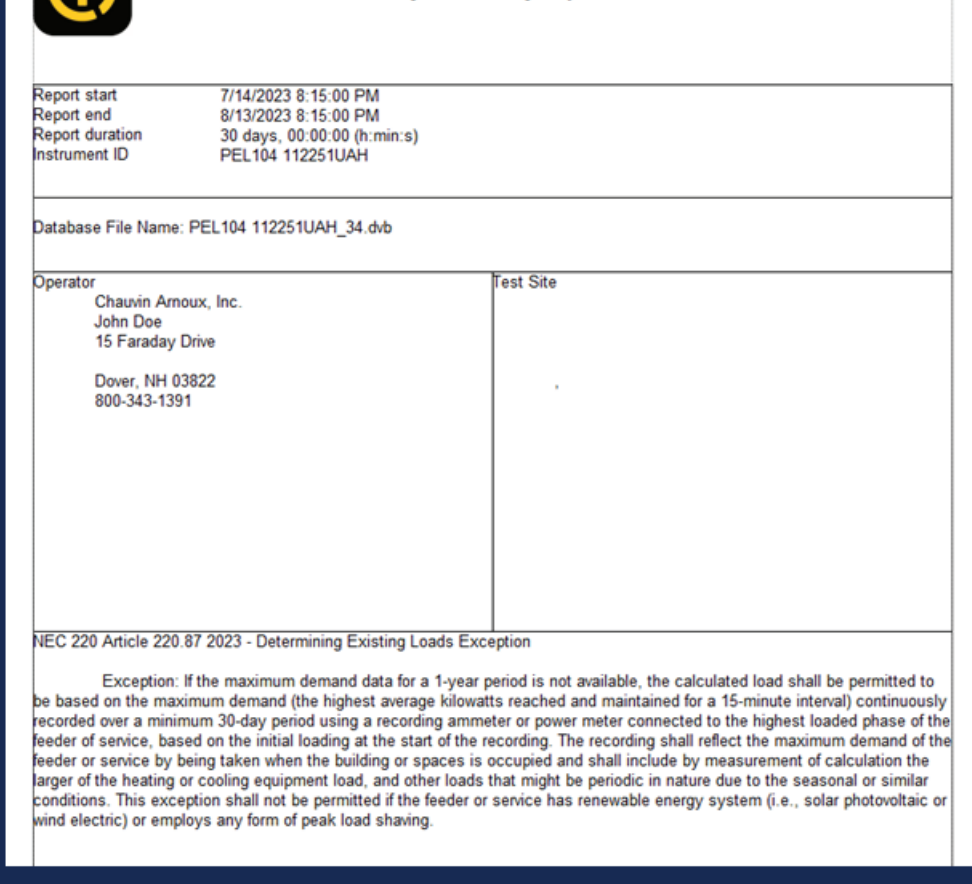 Report start 7/14/2023 8:15:00 PM
Report end 8/13/2023 8:15:00 PM
Report duration 30 days, 00:00:00 (h:min:s)
Instrument ID PEL104 112251UAH
Database File Name: PEL104 112251UAH_34.dvb
Operator
Chauvin Arnoux, Inc.
John Doe
15 Faraday Drive
Dover, NH 03822
800-343-1391
Test Site
NEC 220 Article 220.87 2023 - Determining Existing Loads Exception
Exception: If the maximum demand data for a 1-year period is not available, the calculated load shall be permitted to
be based on the maximum demand (the highest average kilowatts reached and maintained for a 15-minute interval) continuously
recorded over a minimum 30-day period using a recording ammeter or power meter connected to the highest loaded phase of the
feeder of service, based on the initial loading at the start of the recording. The recording shall reflect the maximum demand of the
feeder or service by being taken when the building or spaces is occupied and shall include by measurement of calculation the
larger of the heating or cooling equipment load, and other loads that might be periodic in nature due to the seasonal or similar
conditions. This exception shall not be permitted if the feeder or service has renewable energy system (i.e., solar photovoltaic or
wind electric) or employs any form of peak load shaving.